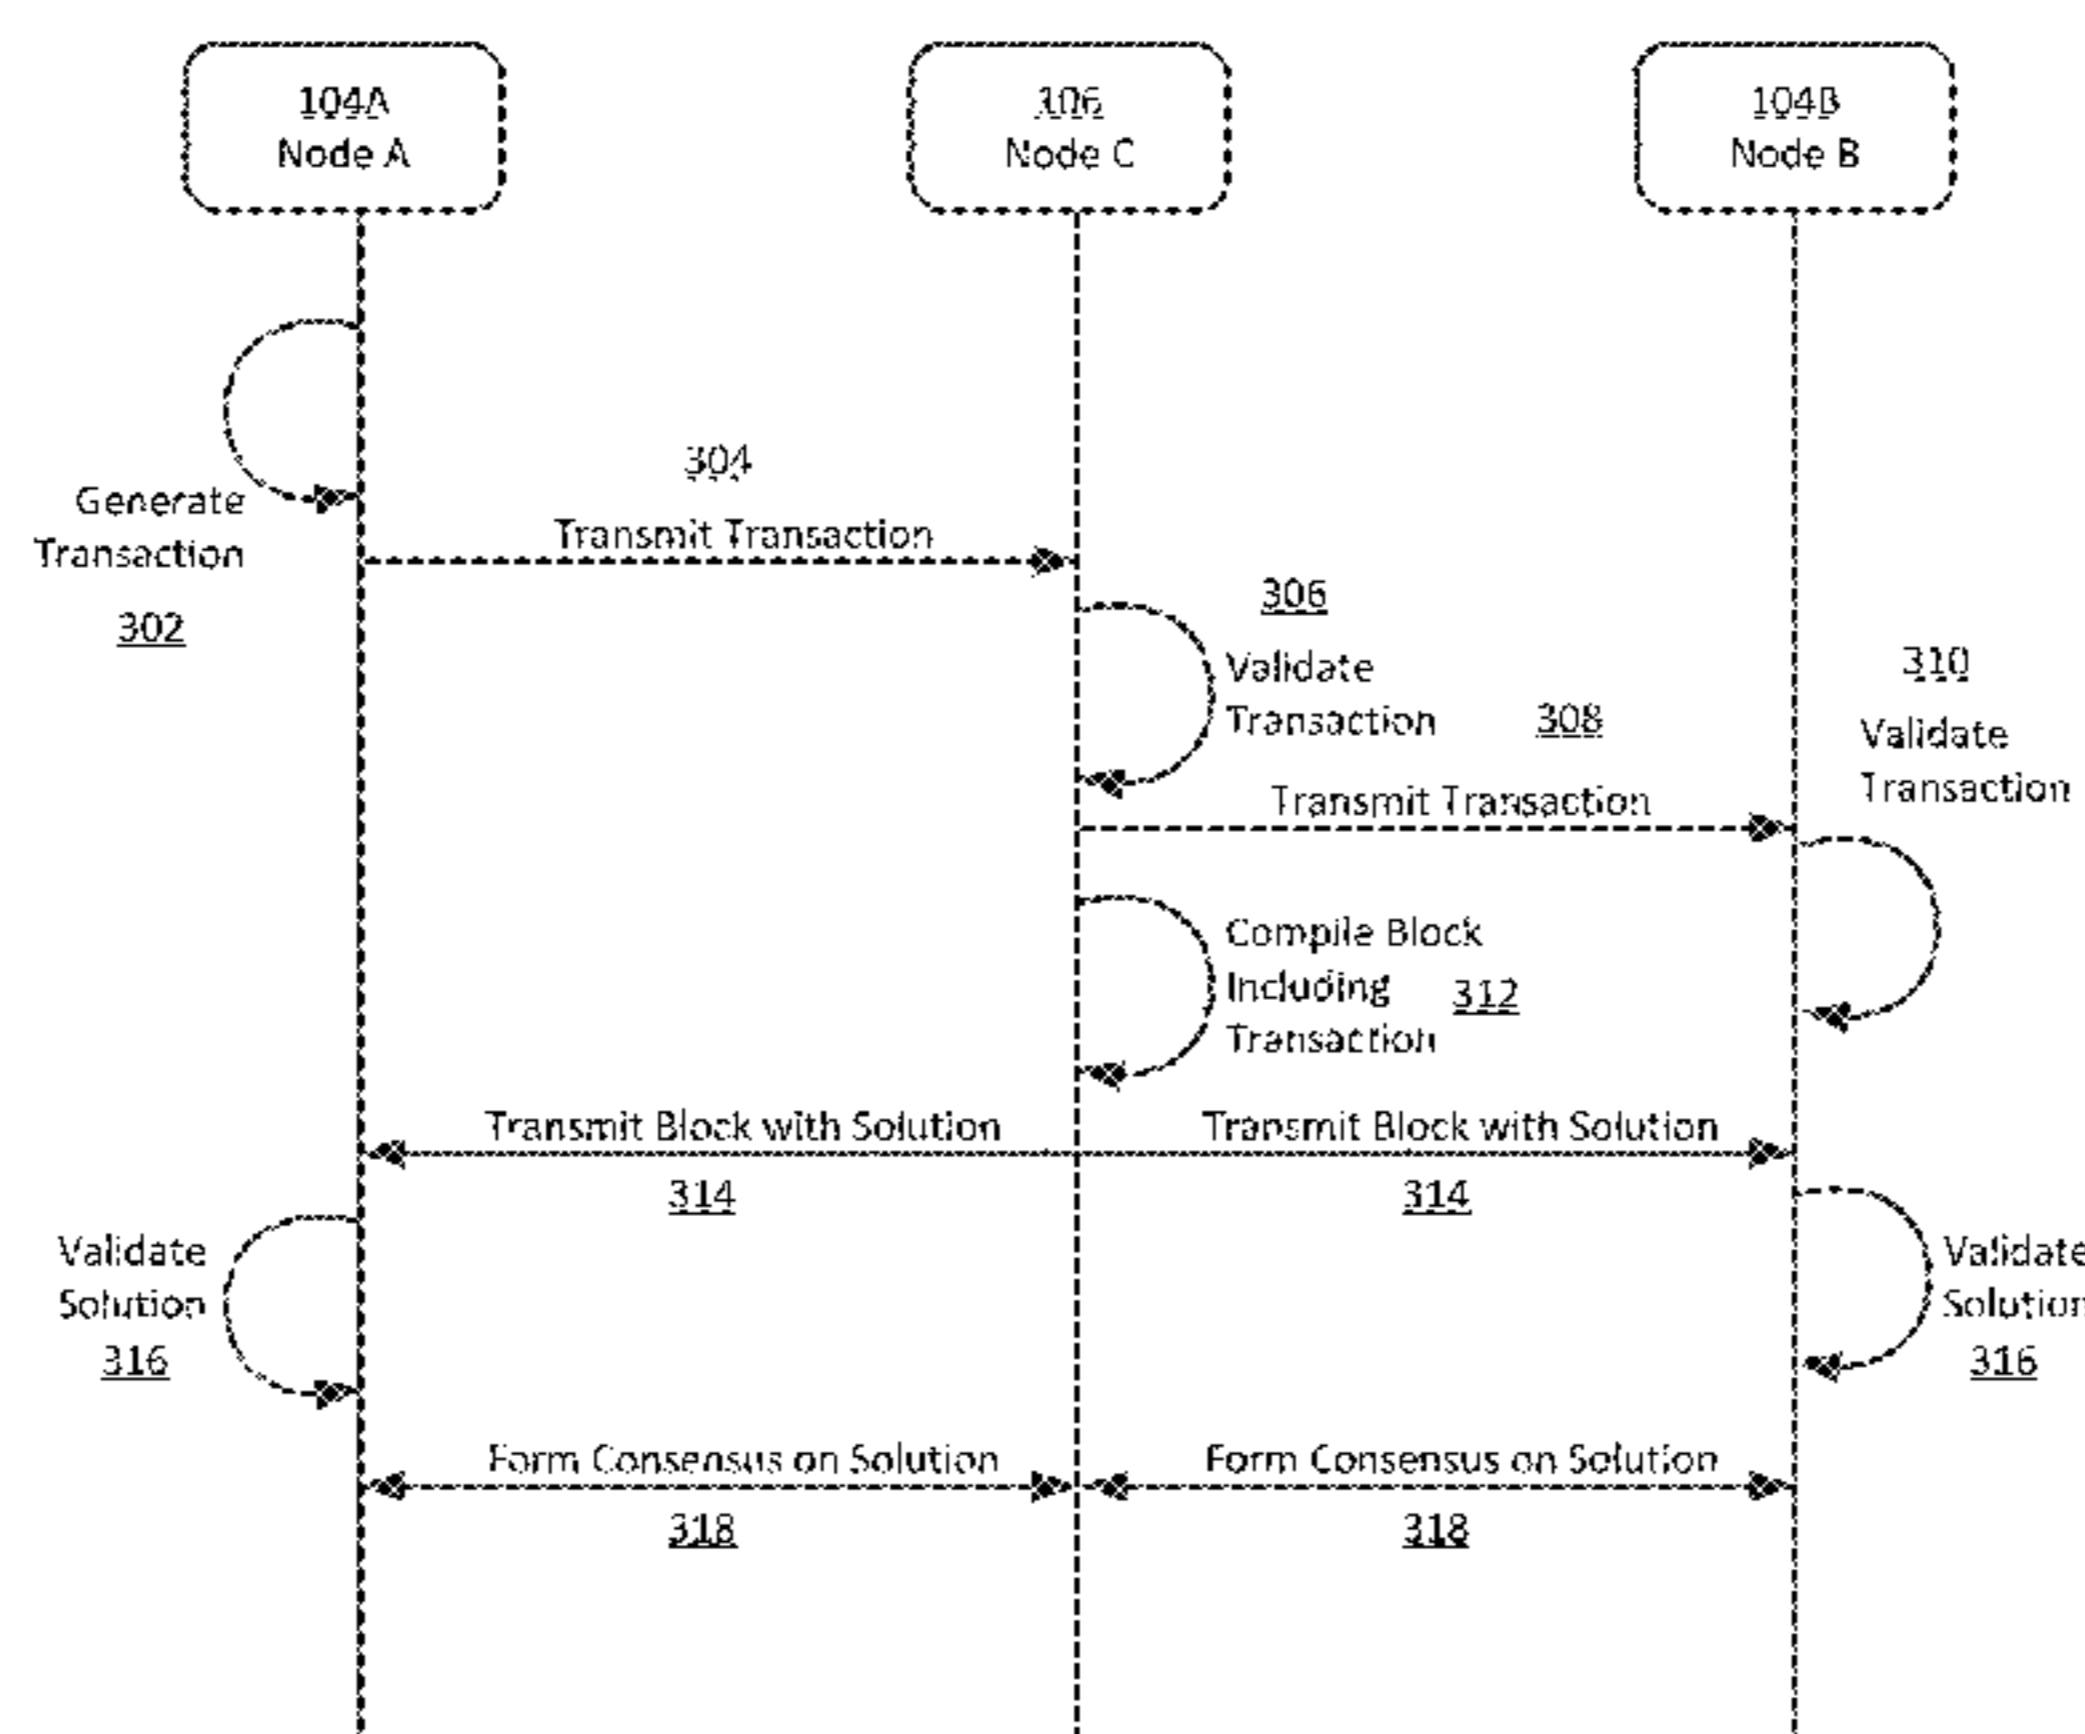 104A
Node A
106
Node C
104B
Node B
304
Generate
Transaction
302
Transmit Transaction
306
Validate
Transaction
308
310
Validate
Transaction
Transmit Transaction
Compile Block
Including
Transaction
312
Transmit Block with Solution
314
Transmit Block with Solution
314
Validate
Solution
316
Validate
Solution
316
Form Consensus on Solution
318
Form Consensus on Solution
318